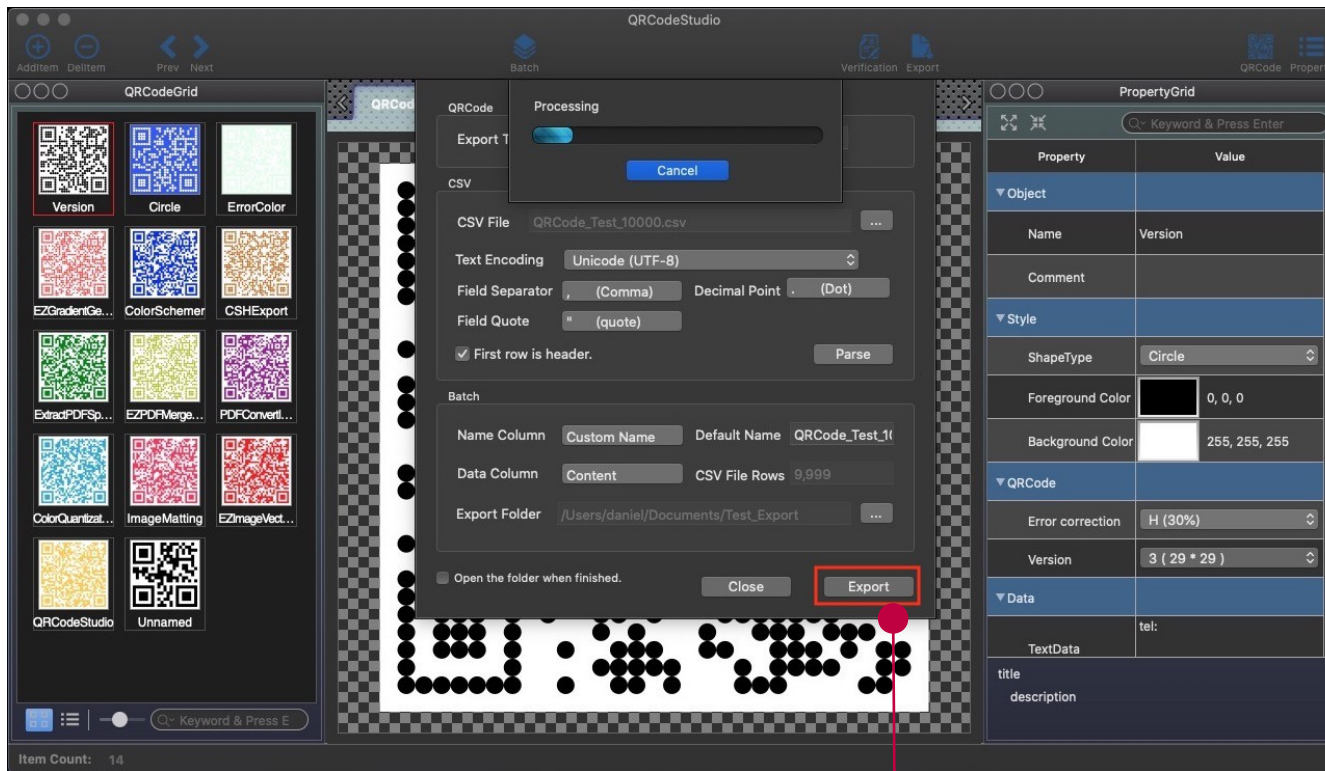 QRCodeStudio
AddItem DelItem Prev Next Batch Verification Export QRCode Proper
QRCodeGrid
Version Circle ErrorColor
EZGradientGe... ColorSchemer CSHExport
ExtractPDFSp... EZPDFMerge... PDFConvertI...
ColorQuantizat... ImageMatting EZImageVect...
QRCodeStudio Unnamed
Keyword & Press E
Item Count: 14
QRCod
Processing
Cancel
QRCode
Export T
CSV
CSV File QRCode_Test_10000.csv ...
Text Encoding Unicode (UTF-8)
Field Separator , (Comma) Decimal Point . (Dot)
Field Quote " (quote)
First row is header. Parse
Batch
Name Column Custom Name Default Name QRCode_Test_1(
Data Column Content CSV File Rows 9,999
Export Folder /Users/daniel/Documents/Test_Export ...
Open the folder when finished. Close Export
PropertyGrid
Keyword & Press Enter
Property Value
Object
Name Version
Comment
Style
ShapeType Circle
Foreground Color 0, 0, 0
Background Color 255, 255, 255
QRCode
Error correction H (30%)
Version 3 ( 29 * 29 )
Data
TextData tel:
title
description